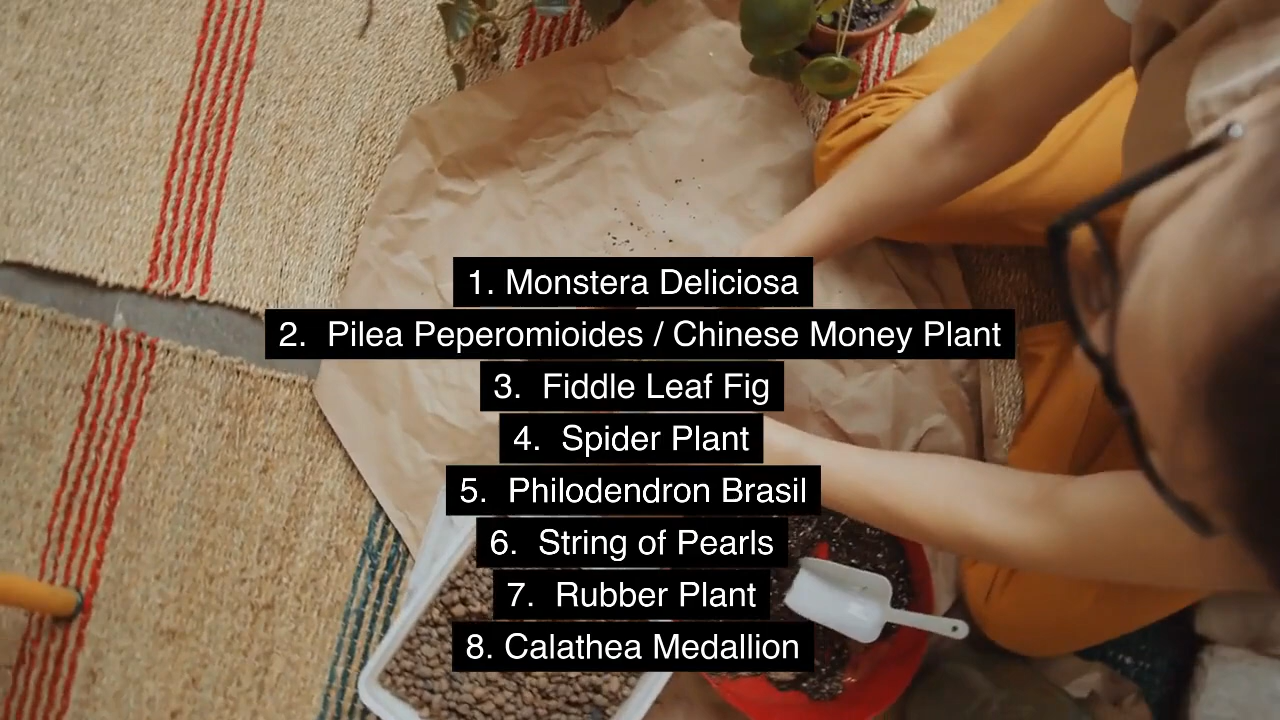 1. Monstera Deliciosa
2. Pilea Peperomioides / Chinese Money Plant
3. Fiddle Leaf Fig
4. Spider Plant
5. Philodendron Brasil
6. String of Pearls
7. Rubber Plant
8. Calathea Medallion